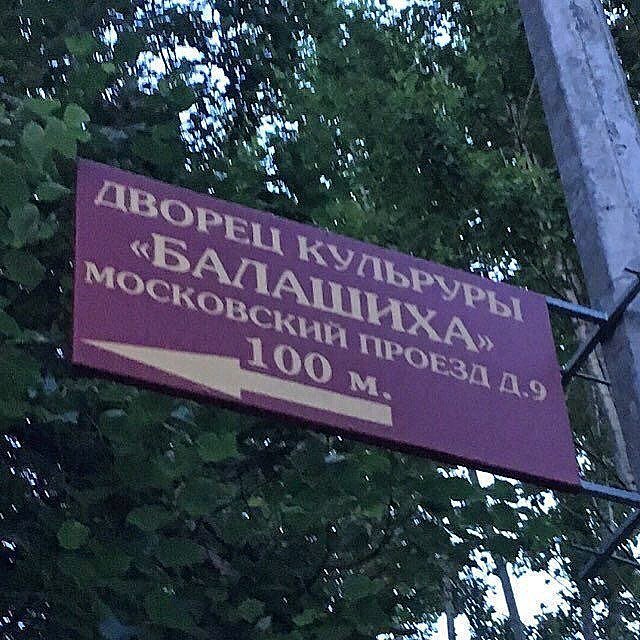 ДВОРЕЦ КУЛЬРУРЫ
«БАЛАШИХА»
МОСКОВСКИЙ ПРОЕЗД Д.9
100 м.